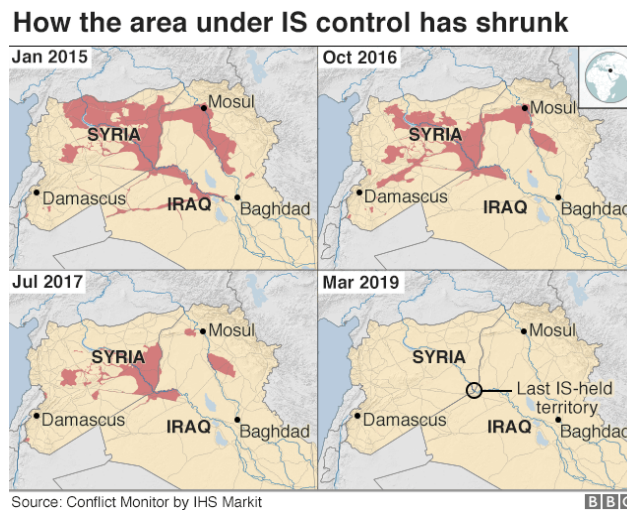 How the area under IS control has shrunk
Jan 2015
Mosul
SYRIA
Damascus
IRAQ
Baghdad
Oct 2016
Mosul
SYRIA
Damascus
IRAQ
Baghdad
Jul 2017
Mosul
SYRIA
Damascus
IRAQ
Baghdad
Mar 2019
Mosul
SYRIA
Last IS-held
territory
Damascus
IRAQ
Baghdad
Source: Conflict Monitor by IHS Markit
BBC